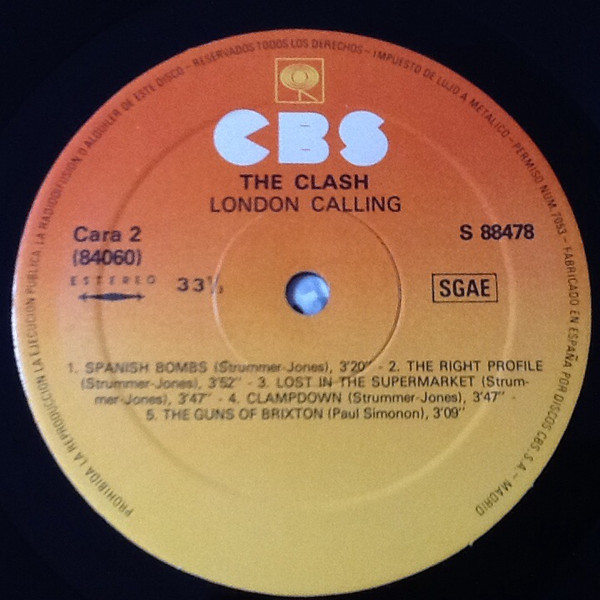 PROHIBIDA LA REPRODUCCION, LA EJECUCION PUBLICA, LA RADIODIFUSION O ALQUILER DE ESTE DISCO - RESERVADOS TODOS LOS DERECHOS - IMPUESTO DE LUJO A METALICO - PERMISO NUM. 7053 - FABRICADO EN ESPAÑA POR DISCOS CBS. S.A. - MADRID
CBS
THE CLASH
LONDON CALLING
Cara 2
S 88478
(84060)
ESTEREO
33⅓
SGAE
1. SPANISH BOMBS (Strummer-Jones), 3'20'' - 2. THE RIGHT PROFILE
(Strummer-Jones), 3'52'' - 3. LOST IN THE SUPERMARKET (Strum-
mer-Jones), 3'47'' - 4. CLAMPDOWN (Strummer-Jones), 3'47'' -
5. THE GUNS OF BRIXTON (Paul Simonon), 3'09''